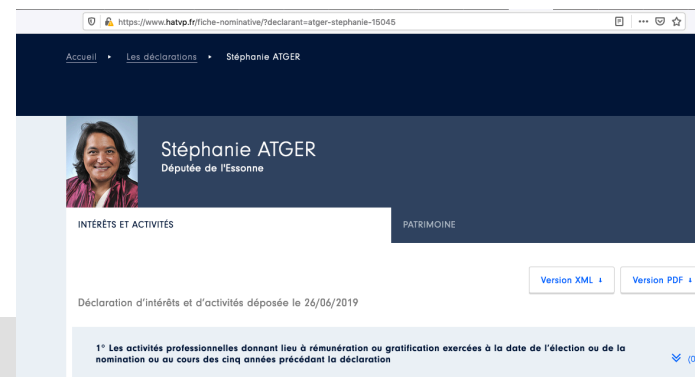 https://www.hatvp.fr/fiche-nominative/?declarant=atger-stephanie-15045
Accueil ▸ Les déclarations ▸ Stéphanie ATGER
Stéphanie ATGER
Députée de l'Essonne
INTÉRÊTS ET ACTIVITÉS PATRIMOINE
Version XML Version PDF
Déclaration d'intérêts et d'activités déposée le 26/06/2019
1° Les activités professionnelles donnant lieu à rémunération ou gratification exercées à la date de l'élection ou de la
nomination ou au cours des cinq années précédant la déclaration (0